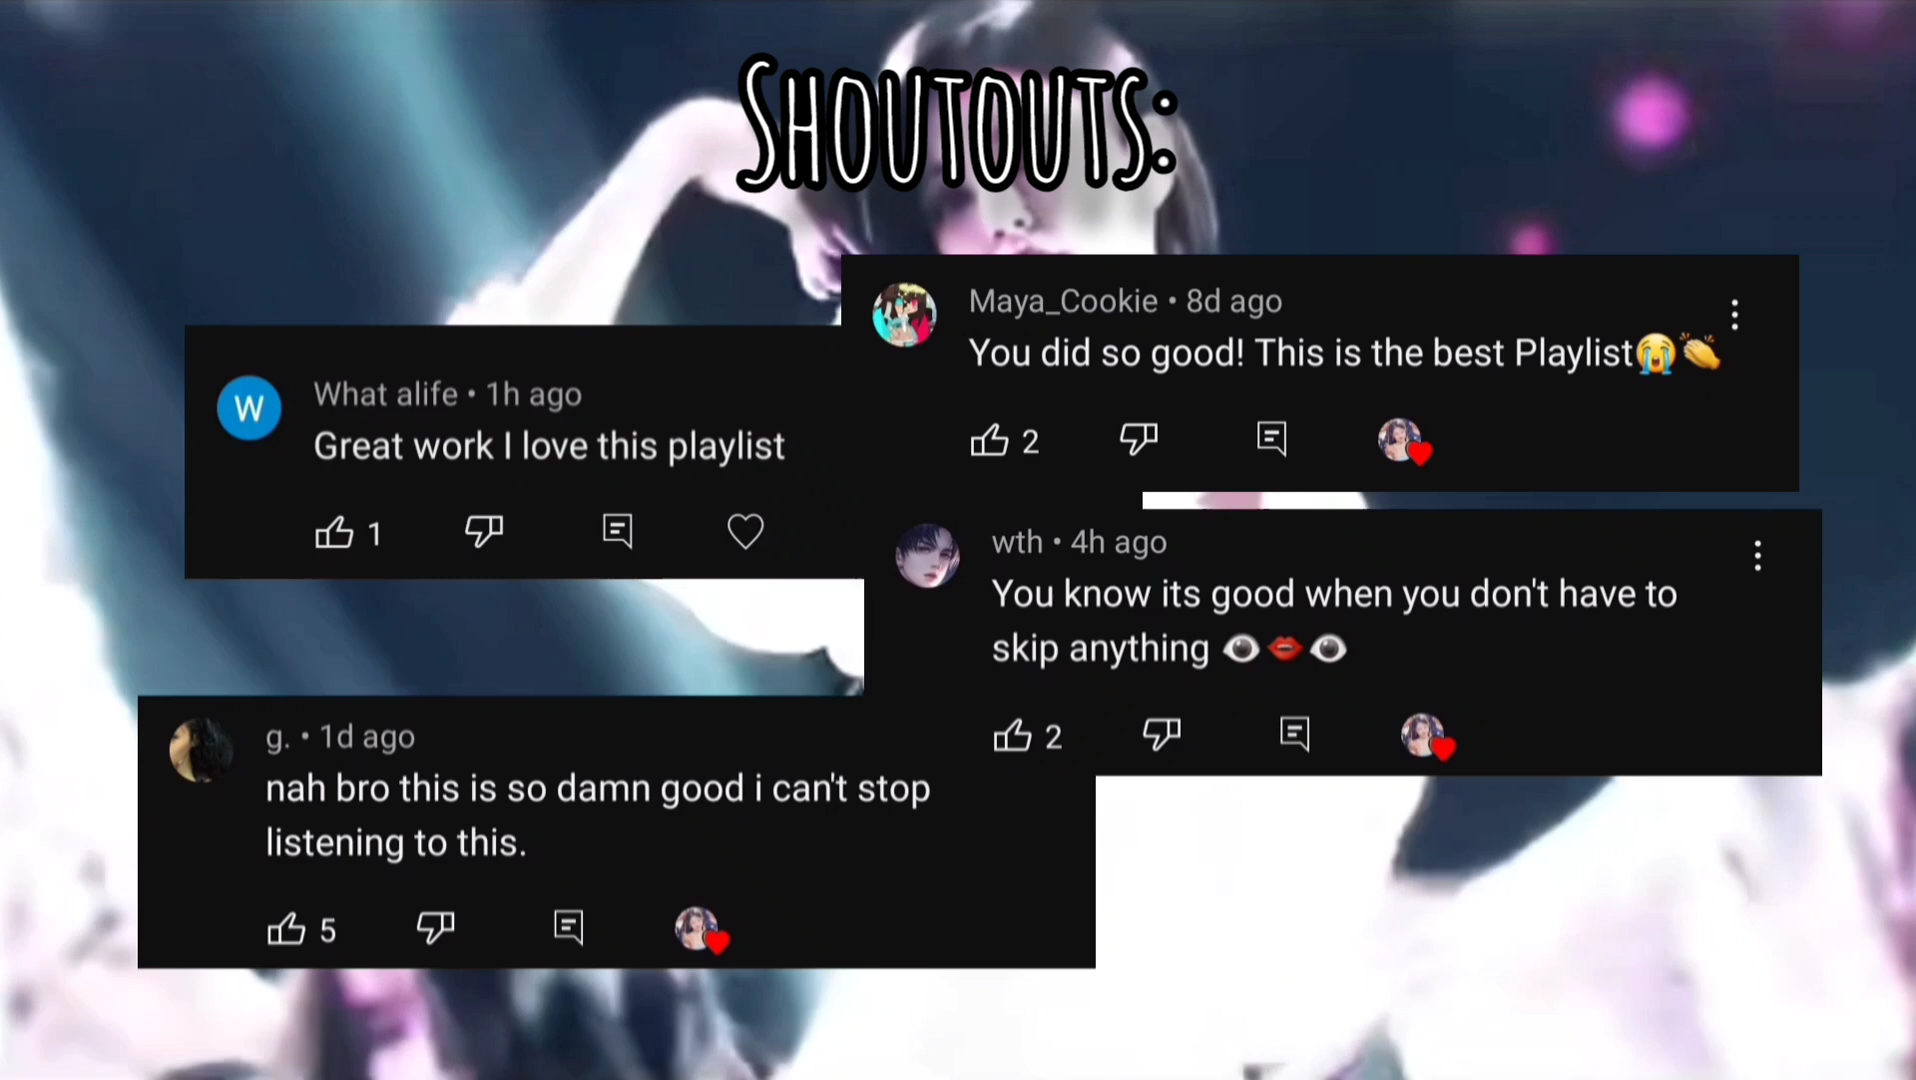 SHOUTOUTS:
Maya_Cookie • 8d ago
You did so good! This is the best Playlist😭👏
2
W
What alife • 1h ago
Great work I love this playlist
1
wth • 4h ago
You know its good when you don't have to
skip anything 👁👄👁
2
g. • 1d ago
nah bro this is so damn good i can't stop
listening to this.
5